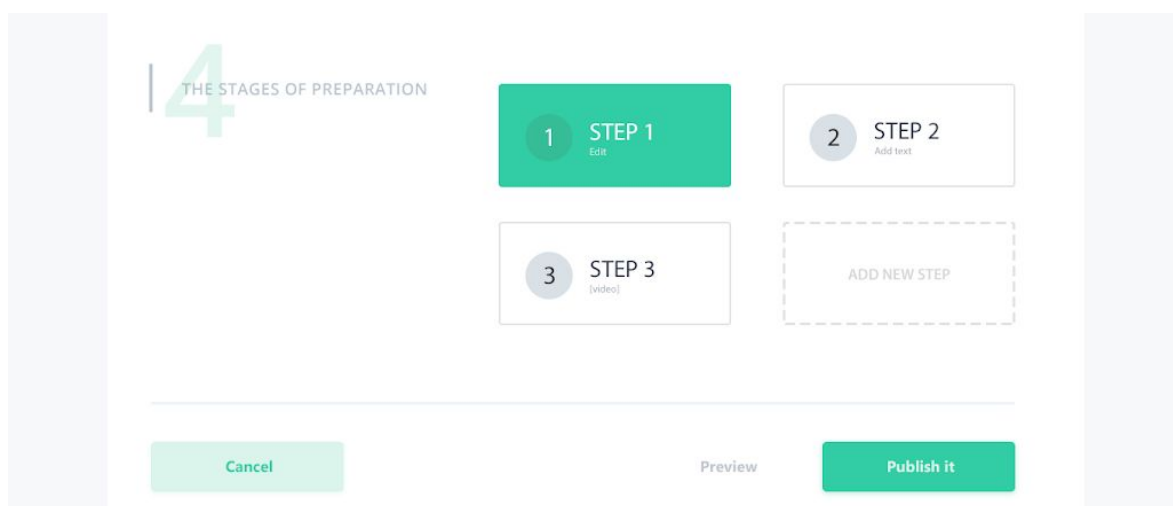 4
THE STAGES OF PREPARATION
1
STEP 1
Edit
2
STEP 2
Add text
3
STEP 3
[video]
ADD NEW STEP
Cancel
Preview
Publish it